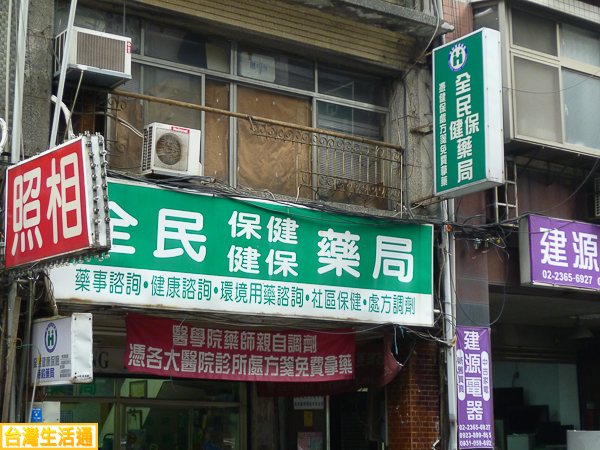 照相
全民
保健
健保
藥局
藥事諮詢•健康諮詢•環境用藥諮詢•社區保健•處方調劑
醫學院藥師親自調劑
憑各大醫院診所處方箋免費拿藥
全民
保健
藥局
憑健保處方箋免費拿藥
建源
02-2365-6927
建源電器
02-2365-6927
台灣生活通